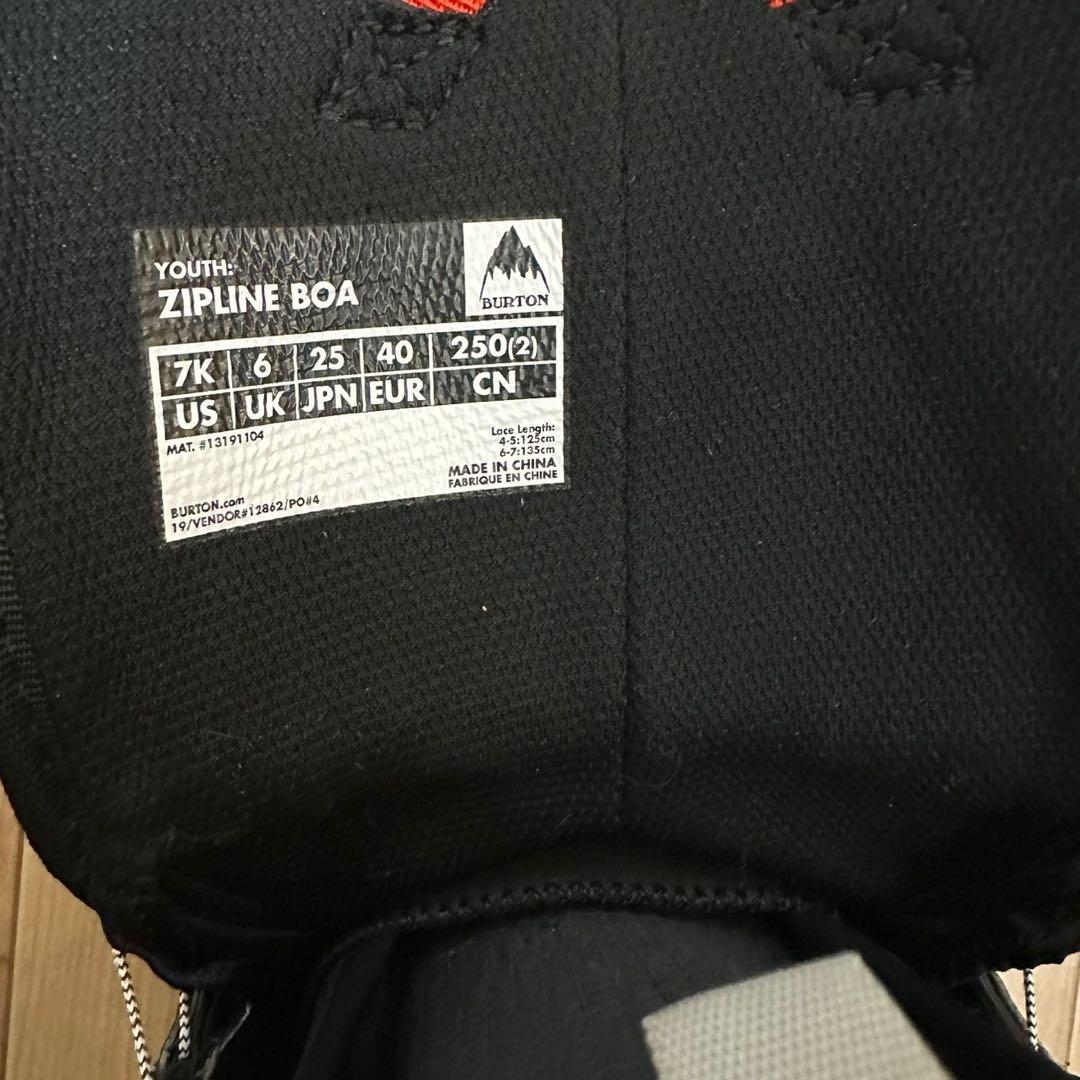 YOUTH:
ZIPLINE BOA
BURTON
7K 6 25 40 250(2)
US UK JPN EUR CN
MAT. #13191104
Lace Length:
4-5:125cm
6-7:135cm
MADE IN CHINA
FABRIQUE EN CHINE
BURTON.com
19/VENDOR#12862/PO#4